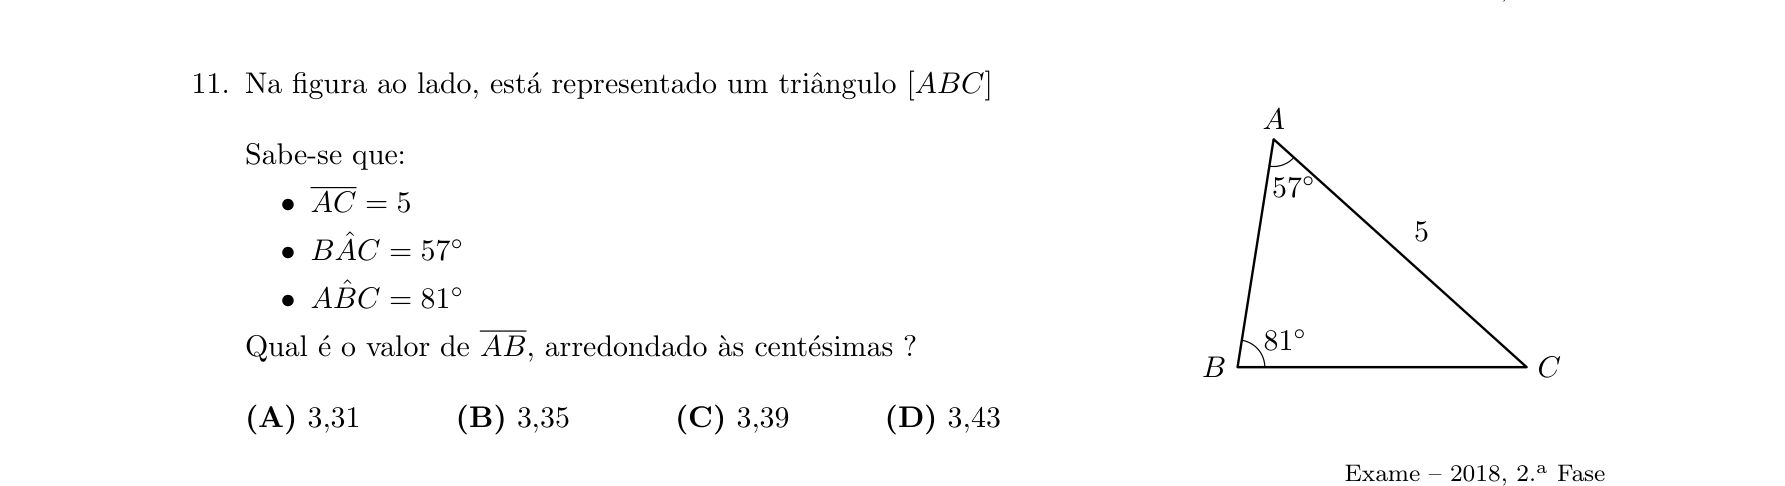 11. Na figura ao lado, está representado um triângulo [ABC]
Sabe-se que:
• \overline{AC} = 5
• BÂC = 57°
• AB̂C = 81°
Qual é o valor de \overline{AB}, arredondado às centésimas ?
(A) 3,31 (B) 3,35 (C) 3,39 (D) 3,43
A
57°
5
81°
B
C
Exame – 2018, 2.ª Fase